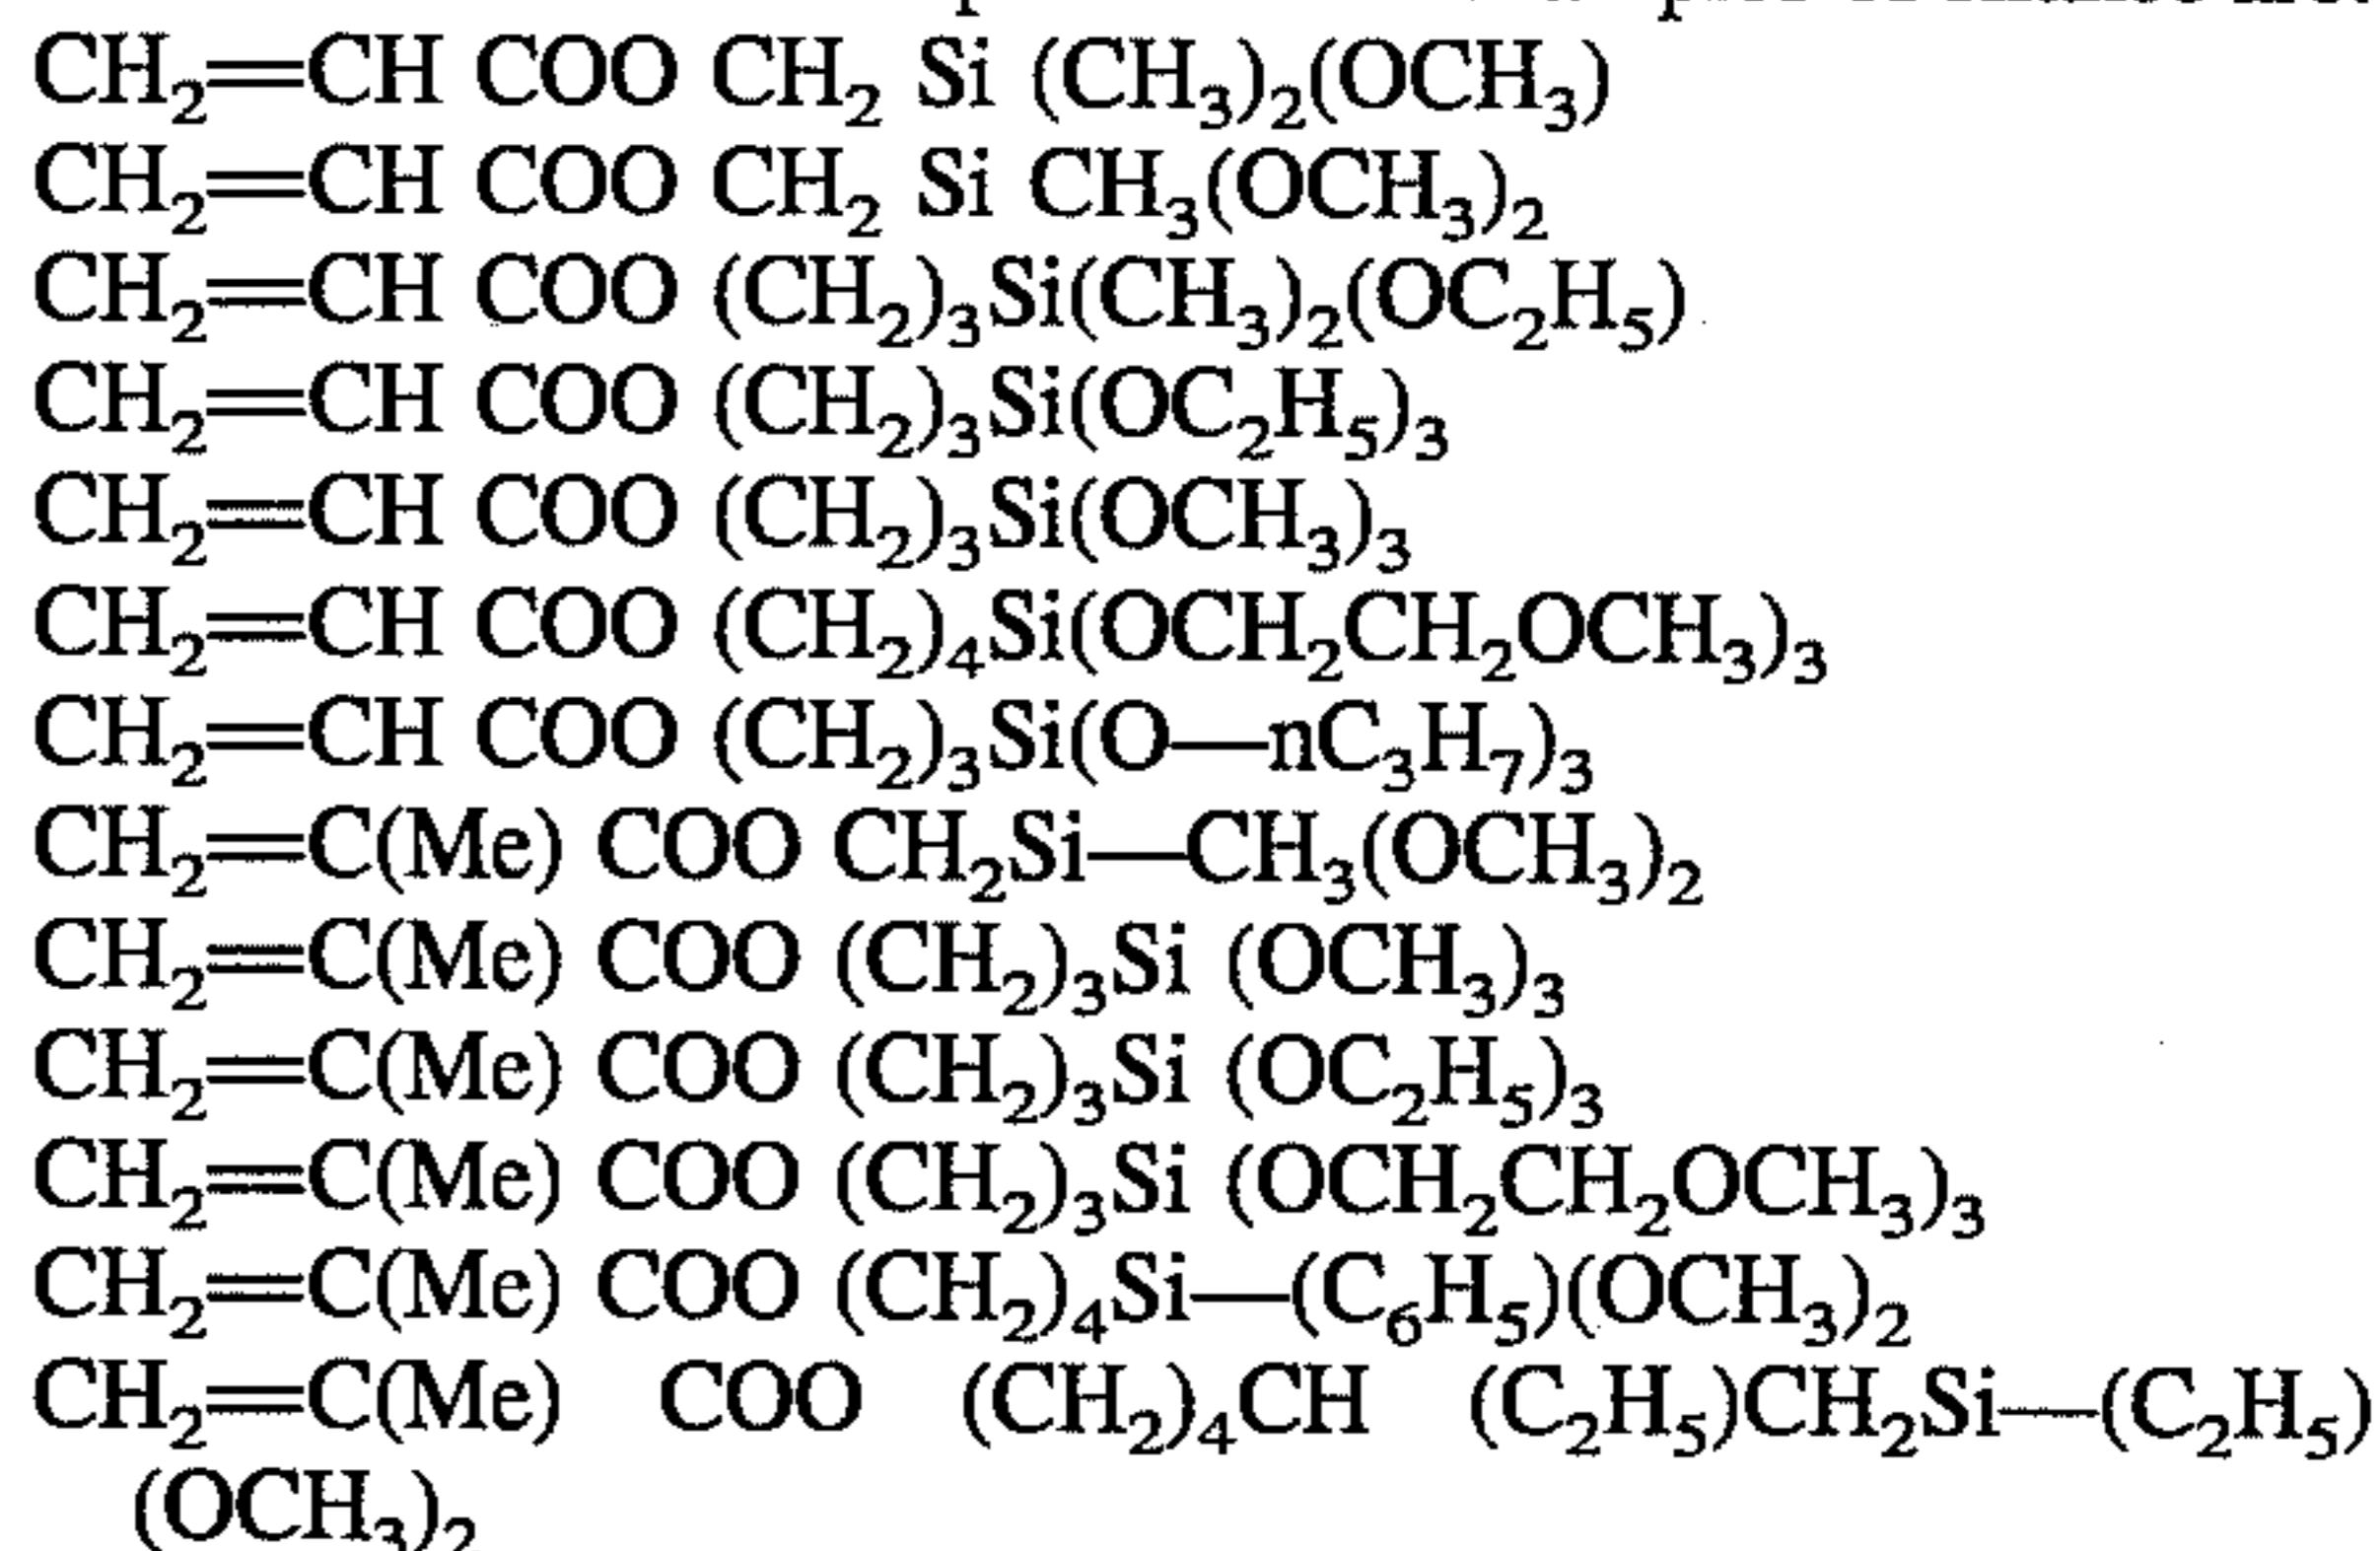 CH₂═CH COO CH₂ Si (CH₃)₂(OCH₃)
CH₂═CH COO CH₂ Si CH₃(OCH₃)₂
CH₂═CH COO (CH₂)₃Si(CH₃)₂(OC₂H₅)
CH₂═CH COO (CH₂)₃Si(OC₂H₅)₃
CH₂═CH COO (CH₂)₃Si(OCH₃)₃
CH₂═CH COO (CH₂)₄Si(OCH₂CH₂OCH₃)₃
CH₂═CH COO (CH₂)₃Si(O—nC₃H₇)₃
CH₂═C(Me) COO CH₂Si—CH₃(OCH₃)₂
CH₂═C(Me) COO (CH₂)₃Si (OCH₃)₃
CH₂═C(Me) COO (CH₂)₃Si (OC₂H₅)₃
CH₂═C(Me) COO (CH₂)₃Si (OCH₂CH₂OCH₃)₃
CH₂═C(Me) COO (CH₂)₄Si—(C₆H₅)(OCH₃)₂
CH₂═C(Me) COO (CH₂)₄CH (C₂H₅)CH₂Si—(C₂H₅)
(OCH₃)₂